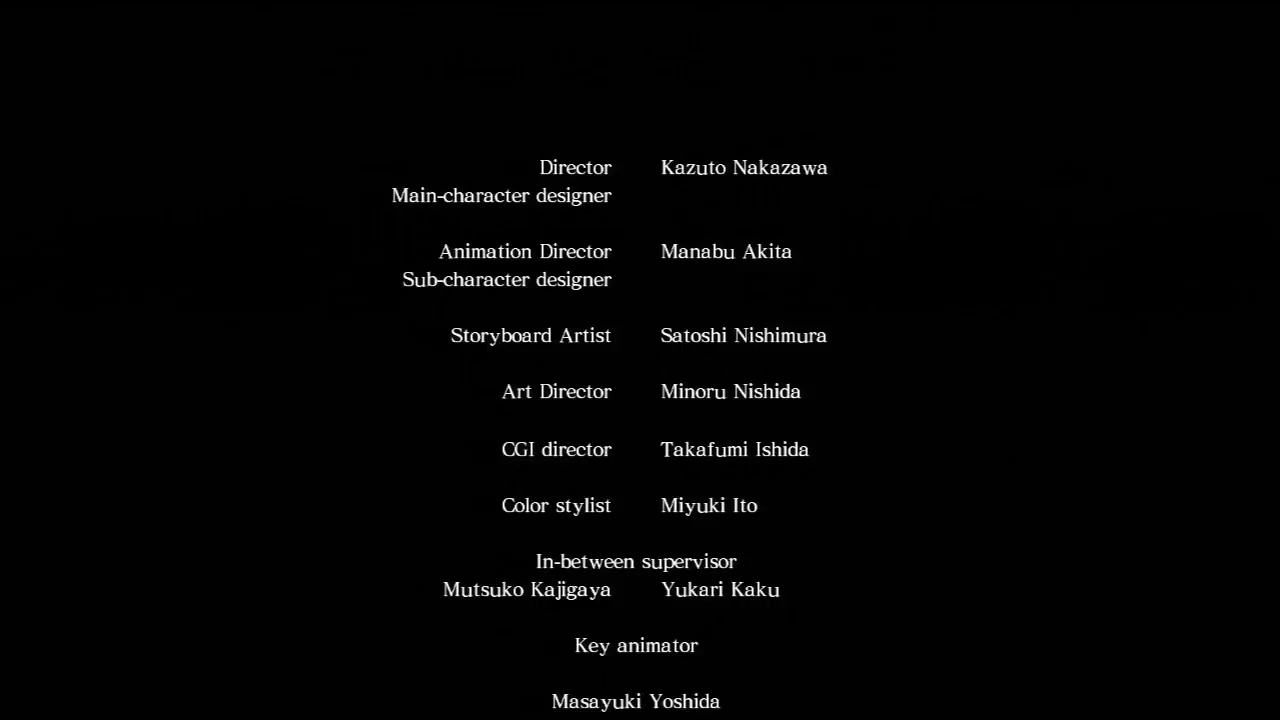 Director Kazuto Nakazawa
Main-character designer
Animation Director Manabu Akita
Sub-character designer
Storyboard Artist Satoshi Nishimura
Art Director Minoru Nishida
CGI director Takafumi Ishida
Color stylist Miyuki Ito
In-between supervisor
Mutsuko Kajigaya Yukari Kaku
Key animator
Masayuki Yoshida